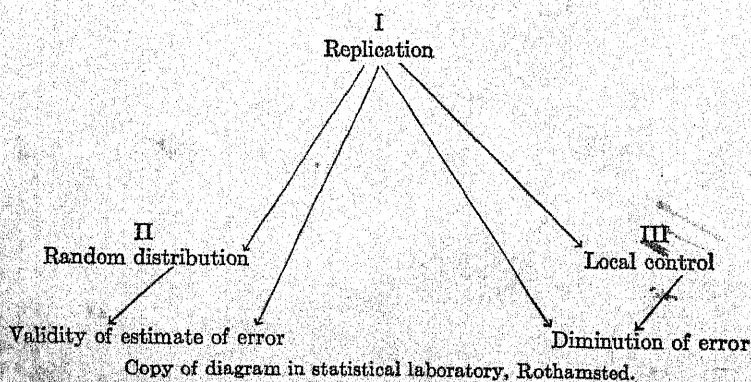 I
Replication
II
Random distribution
III
Local control
Validity of estimate of error
Diminution of error
Copy of diagram in statistical laboratory, Rothamsted.